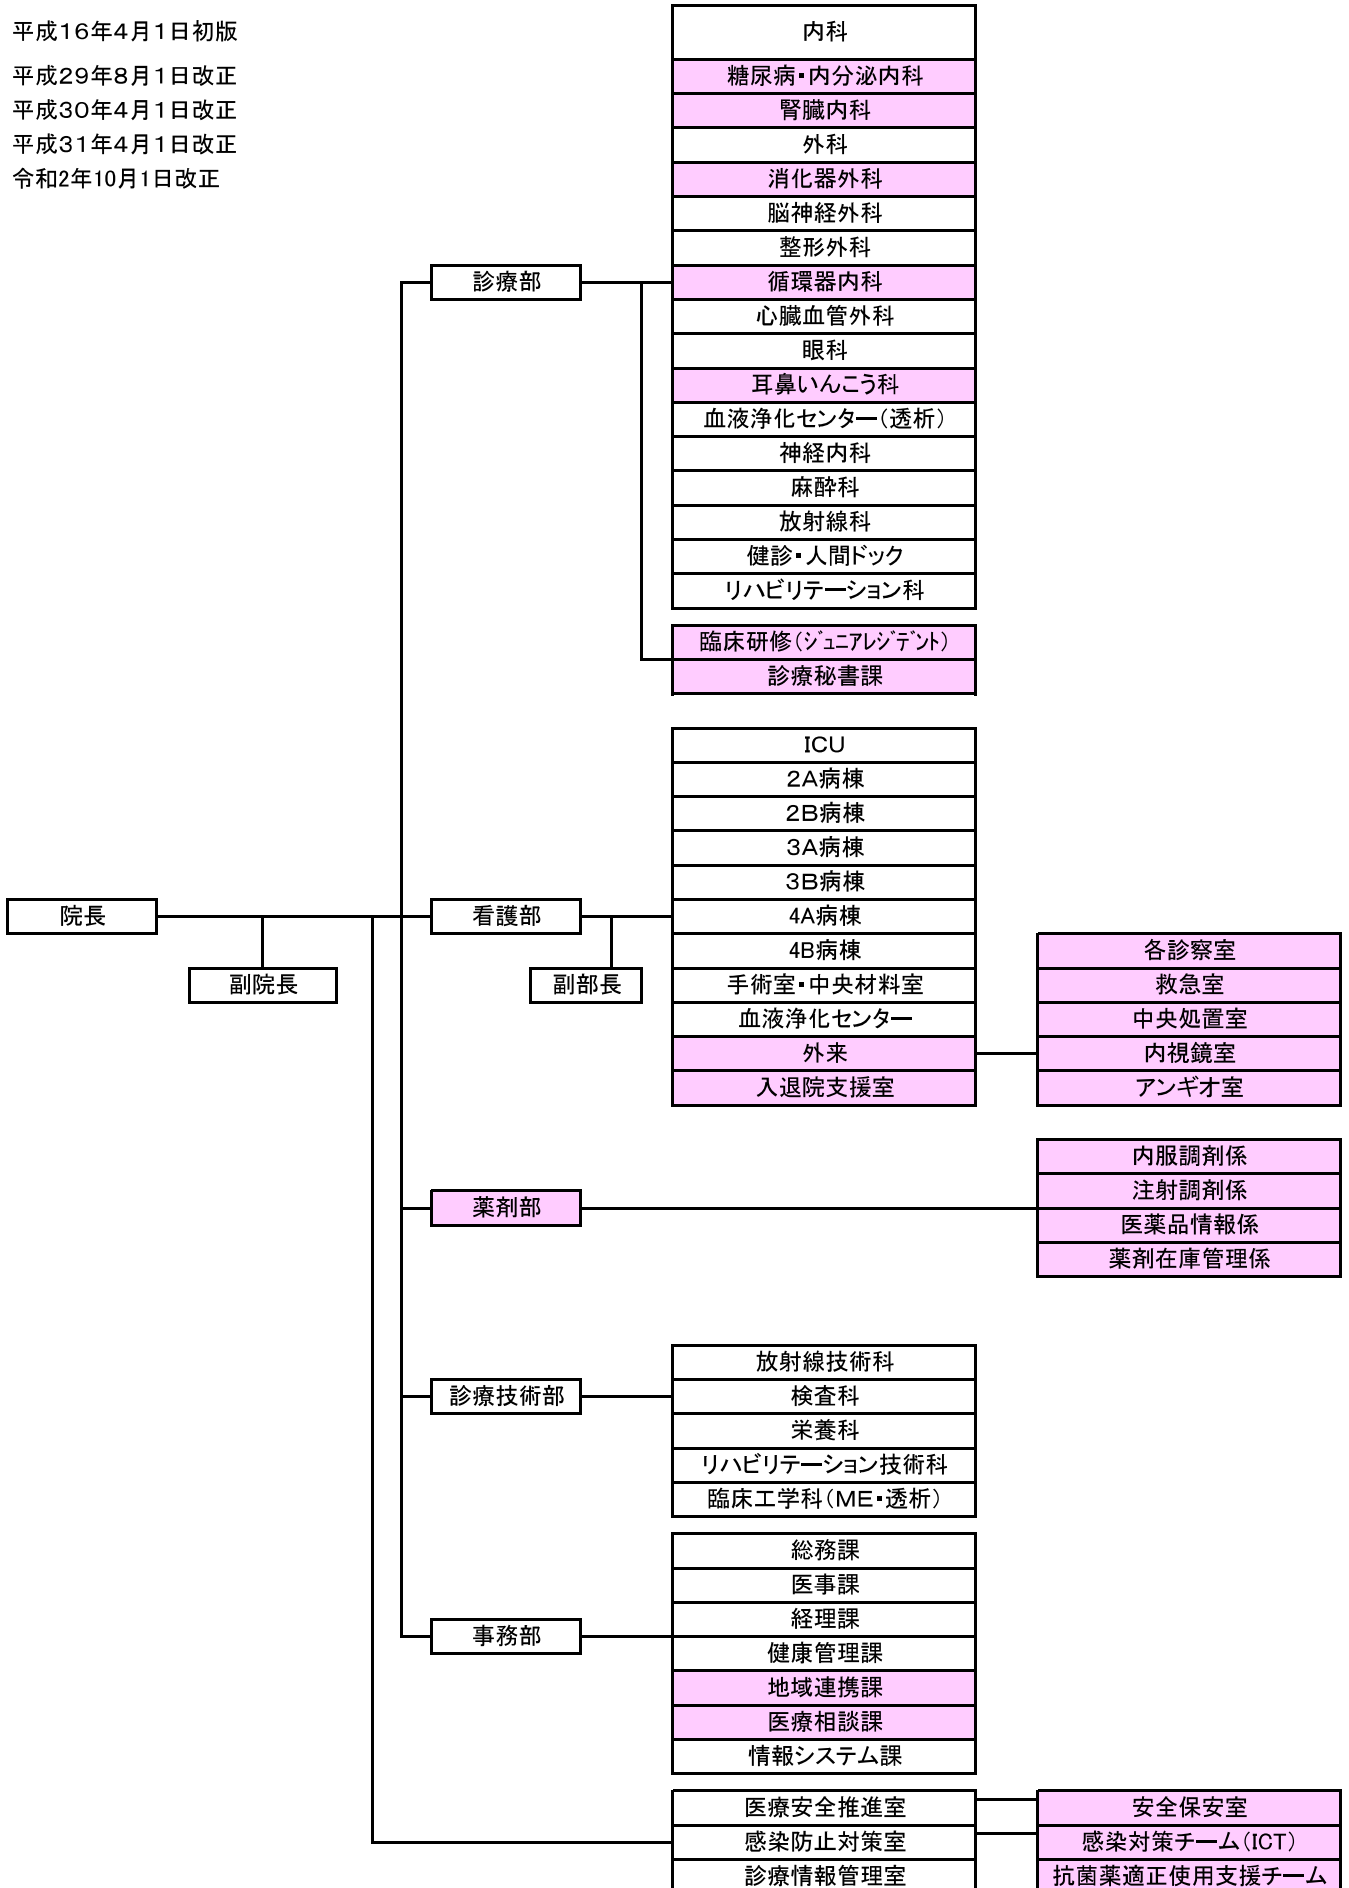 平成１６年４月１日初版
平成２９年８月１日改正
平成３０年４月１日改正
平成３１年４月１日改正
令和2年10月1日改正
内科
糖尿病・内分泌内科
腎臓内科
外科
消化器外科
脳神経外科
整形外科
診療部
循環器内科
心臓血管外科
眼科
耳鼻いんこう科
血液浄化センター（透析）
神経内科
麻酔科
放射線科
健診・人間ドック
リハビリテーション科
臨床研修（ｼﾞｭﾆｱﾚｼﾞﾃﾞﾝﾄ）
診療秘書課
ＩＣＵ
２Ａ病棟
２Ｂ病棟
３Ａ病棟
３Ｂ病棟
院長
看護部
4A病棟
4B病棟
副院長
副部長
手術室・中央材料室
血液浄化センター
外来
入退院支援室
各診察室
救急室
中央処置室
内視鏡室
アンギオ室
薬剤部
内服調剤係
注射調剤係
医薬品情報係
薬剤在庫管理係
診療技術部
放射線技術科
検査科
栄養科
リハビリテーション技術科
臨床工学科（ＭＥ・透析）
事務部
総務課
医事課
経理課
健康管理課
地域連携課
医療相談課
情報システム課
医療安全推進室
安全保安室
感染防止対策室
感染対策チーム（ICT）
診療情報管理室
抗菌薬適正使用支援チーム